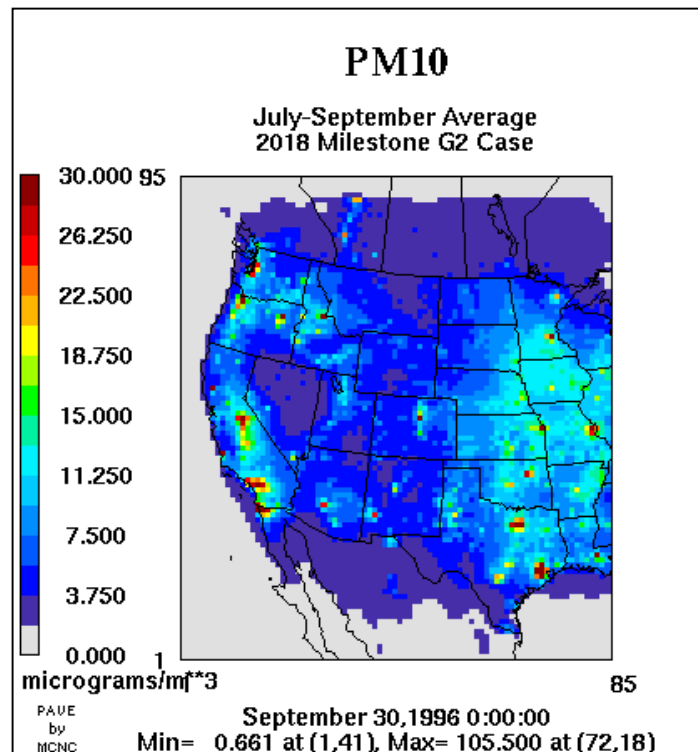 PM10
July-September Average
2018 Milestone G2 Case
30.000
95
26.250
22.500
18.750
15.000
11.250
7.500
3.750
0.000
1
1
85
micrograms/m**3
PAVE
by
MCNC
September 30,1996 0:00:00
Min= 0.661 at (1,41), Max= 105.500 at (72,18)